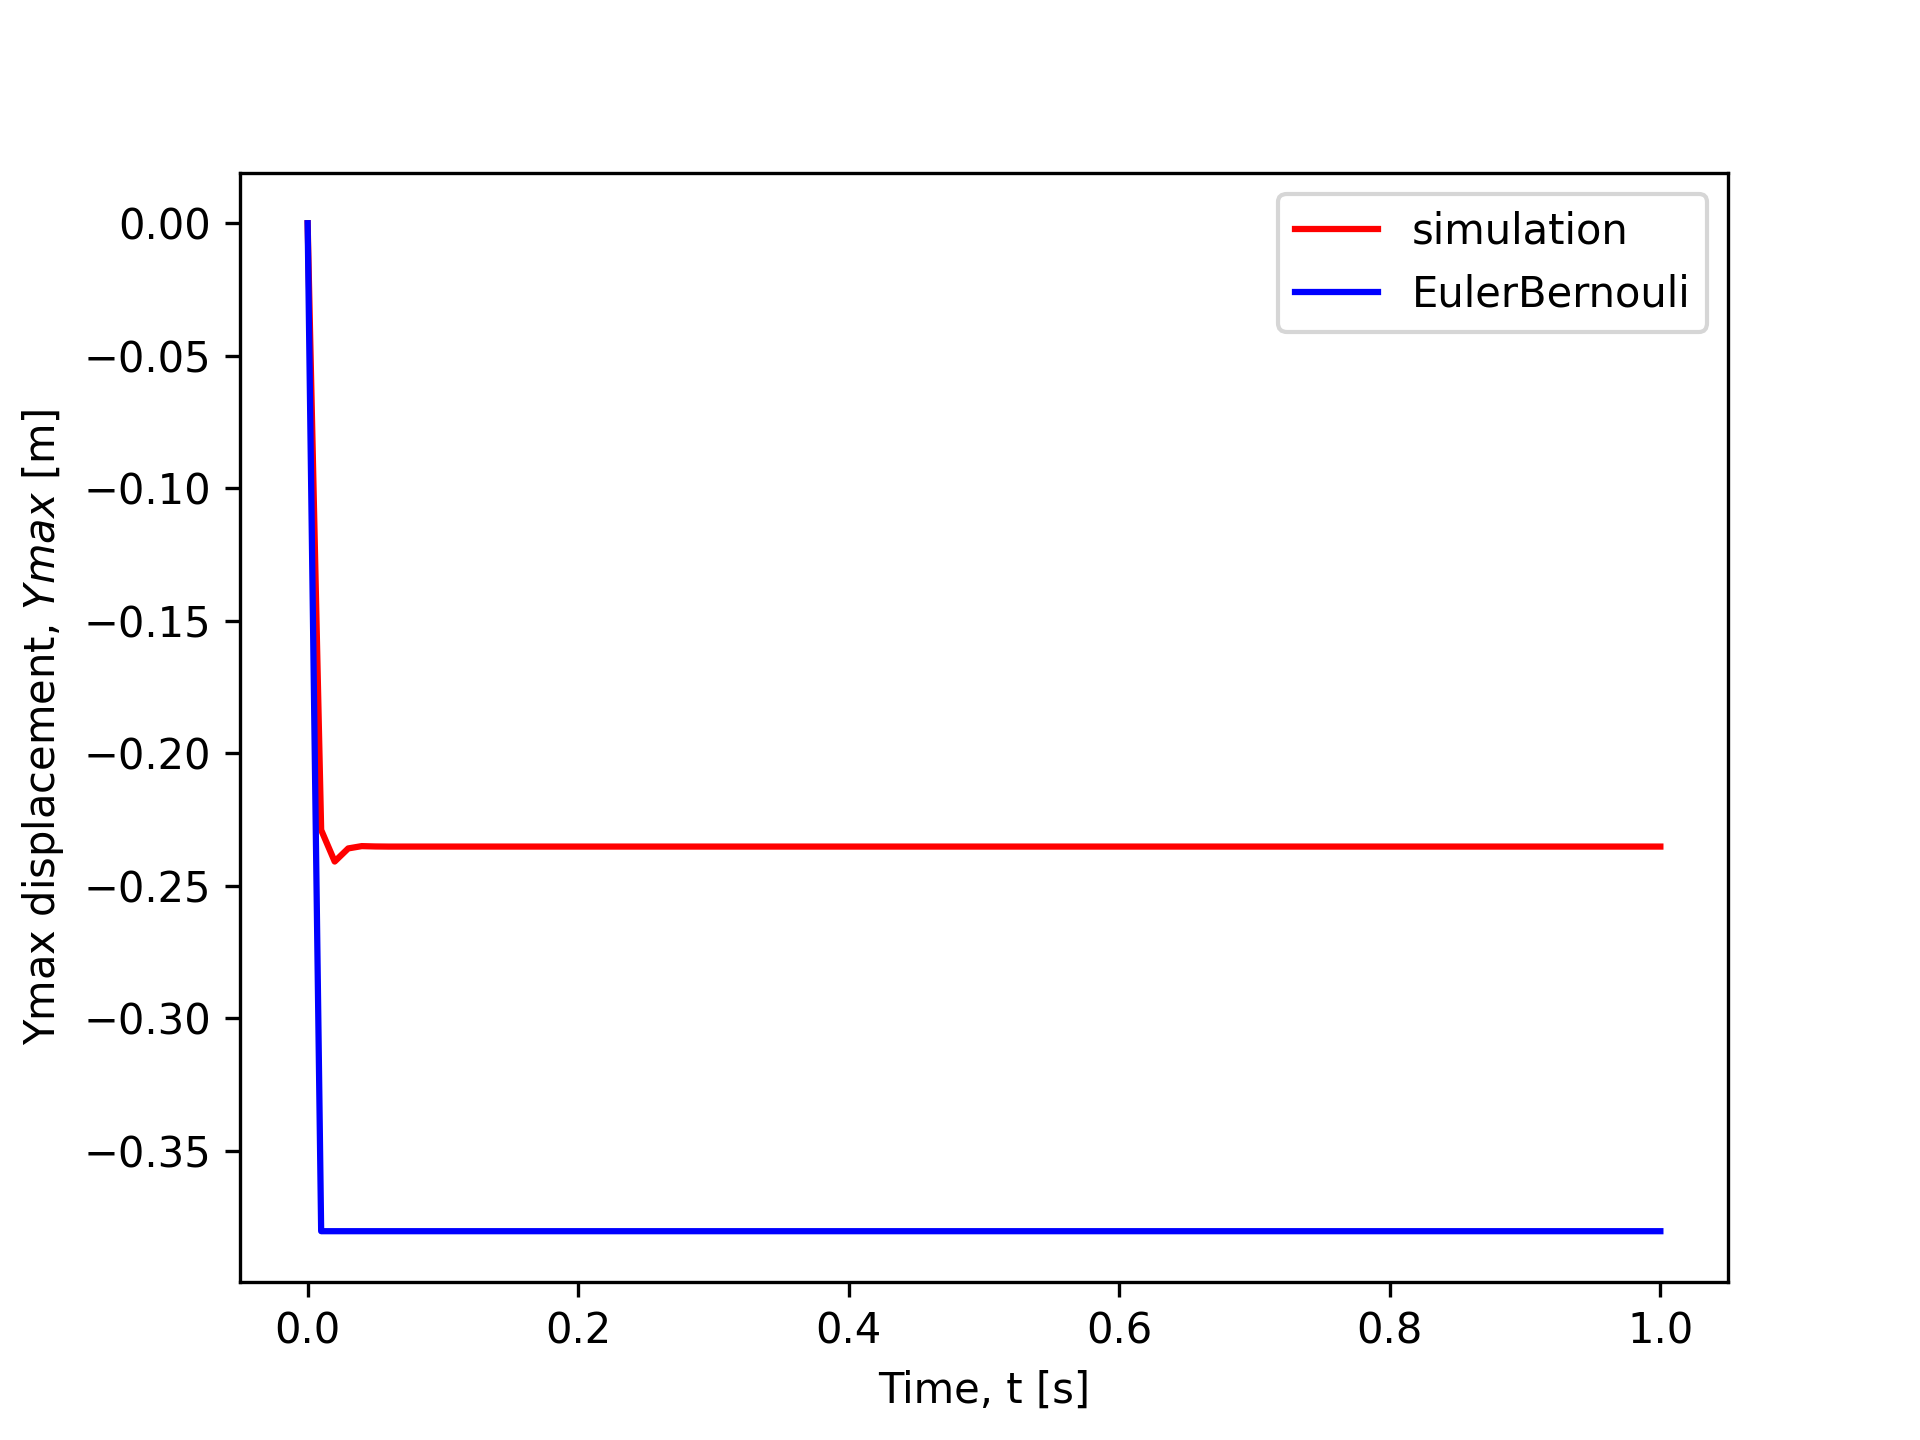 simulation
EulerBernouli
0.00
−0.05
−0.10
−0.15
−0.20
−0.25
−0.30
−0.35
Ymax displacement, Ymax [m]
0.0 0.2 0.4 0.6 0.8 1.0
Time, t [s]